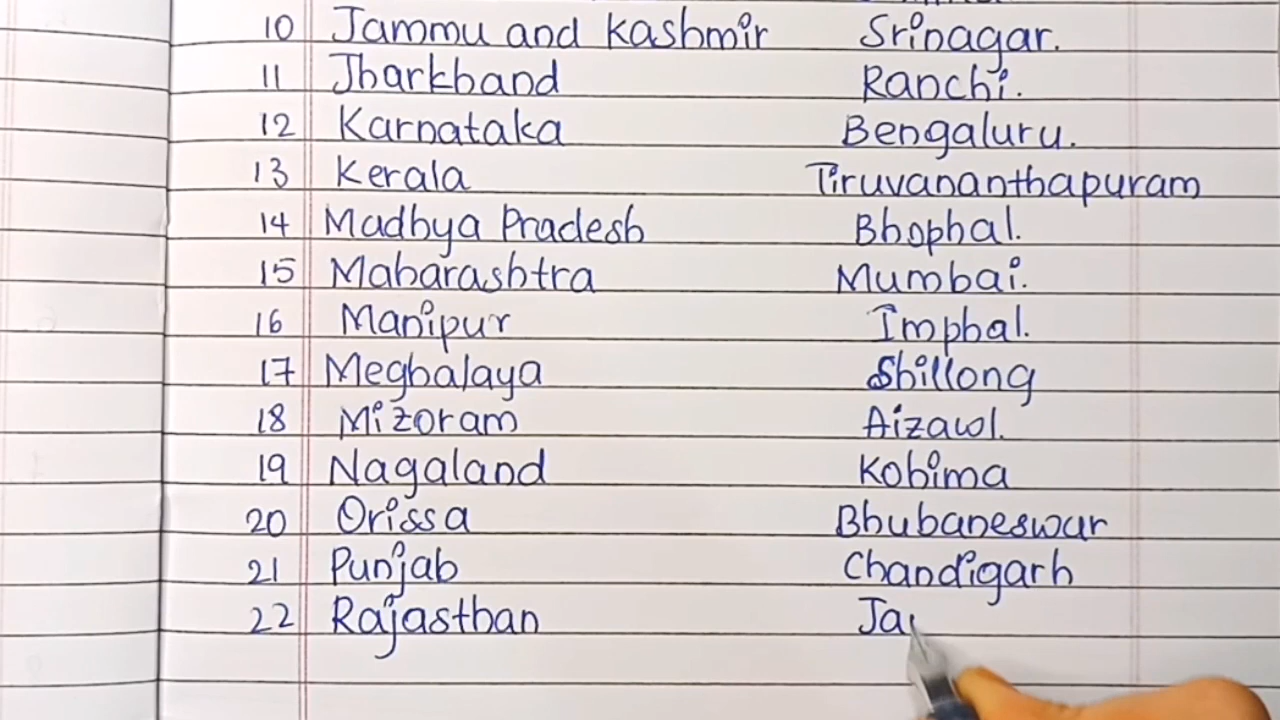 10 Jammu and Kashmir Srinagar.
11 Jharkhand Ranchi.
12 Karnataka Bengaluru.
13 Kerala Tiruvananthapuram
14 Madhya Pradesh Bhophal.
15 Maharashtra Mumbai.
16 Manipur Imphal.
17 Meghalaya Shillong
18 Mizoram Aizawl.
19 Nagaland Kohima
20 Orissa Bhubaneswar
21 Punjab Chandigarh
22 Rajasthan Ja